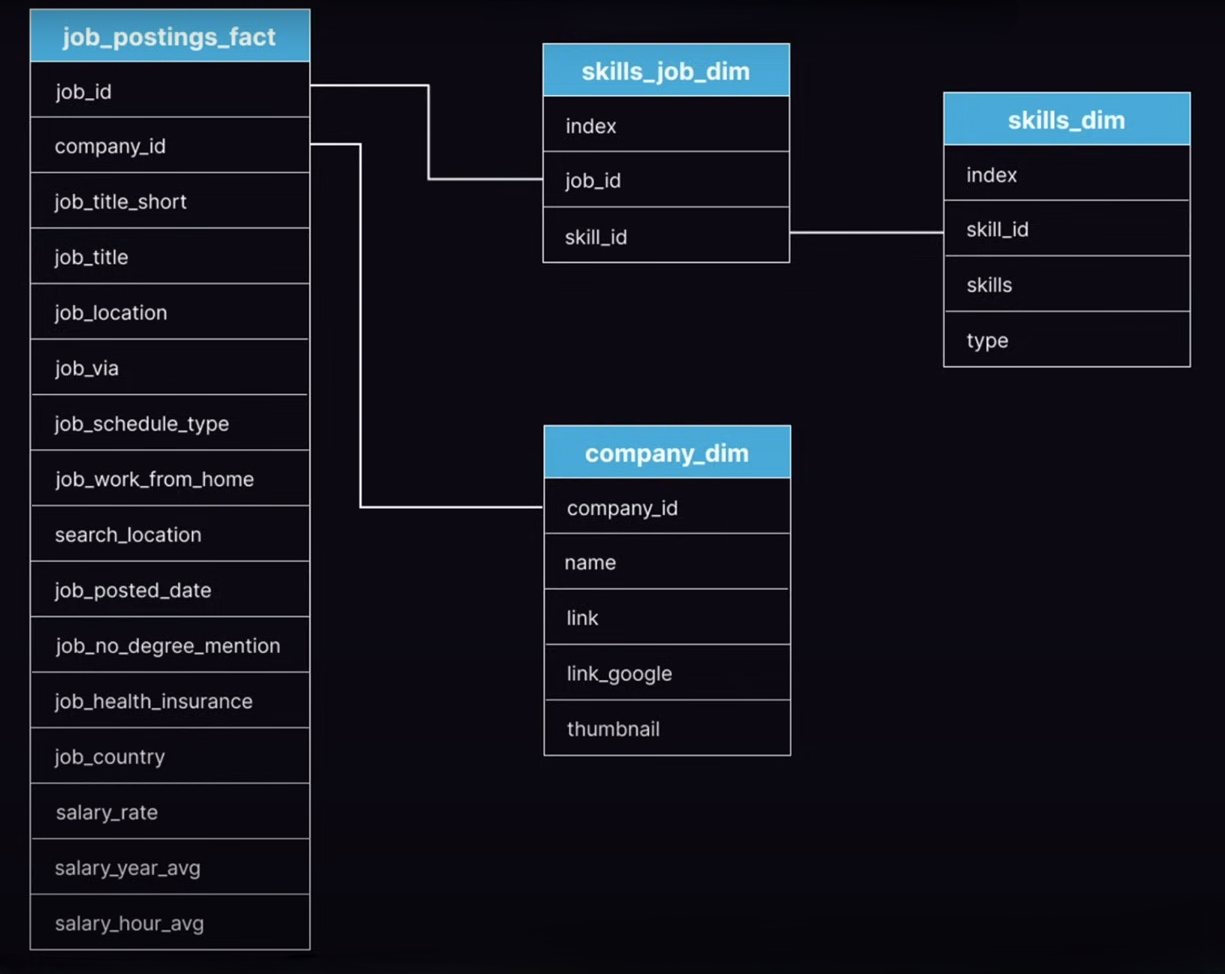 job_postings_fact
job_id
company_id
job_title_short
job_title
job_location
job_via
job_schedule_type
job_work_from_home
search_location
job_posted_date
job_no_degree_mention
job_health_insurance
job_country
salary_rate
salary_year_avg
salary_hour_avg
skills_job_dim
index
job_id
skill_id
skills_dim
index
skill_id
skills
type
company_dim
company_id
name
link
link_google
thumbnail